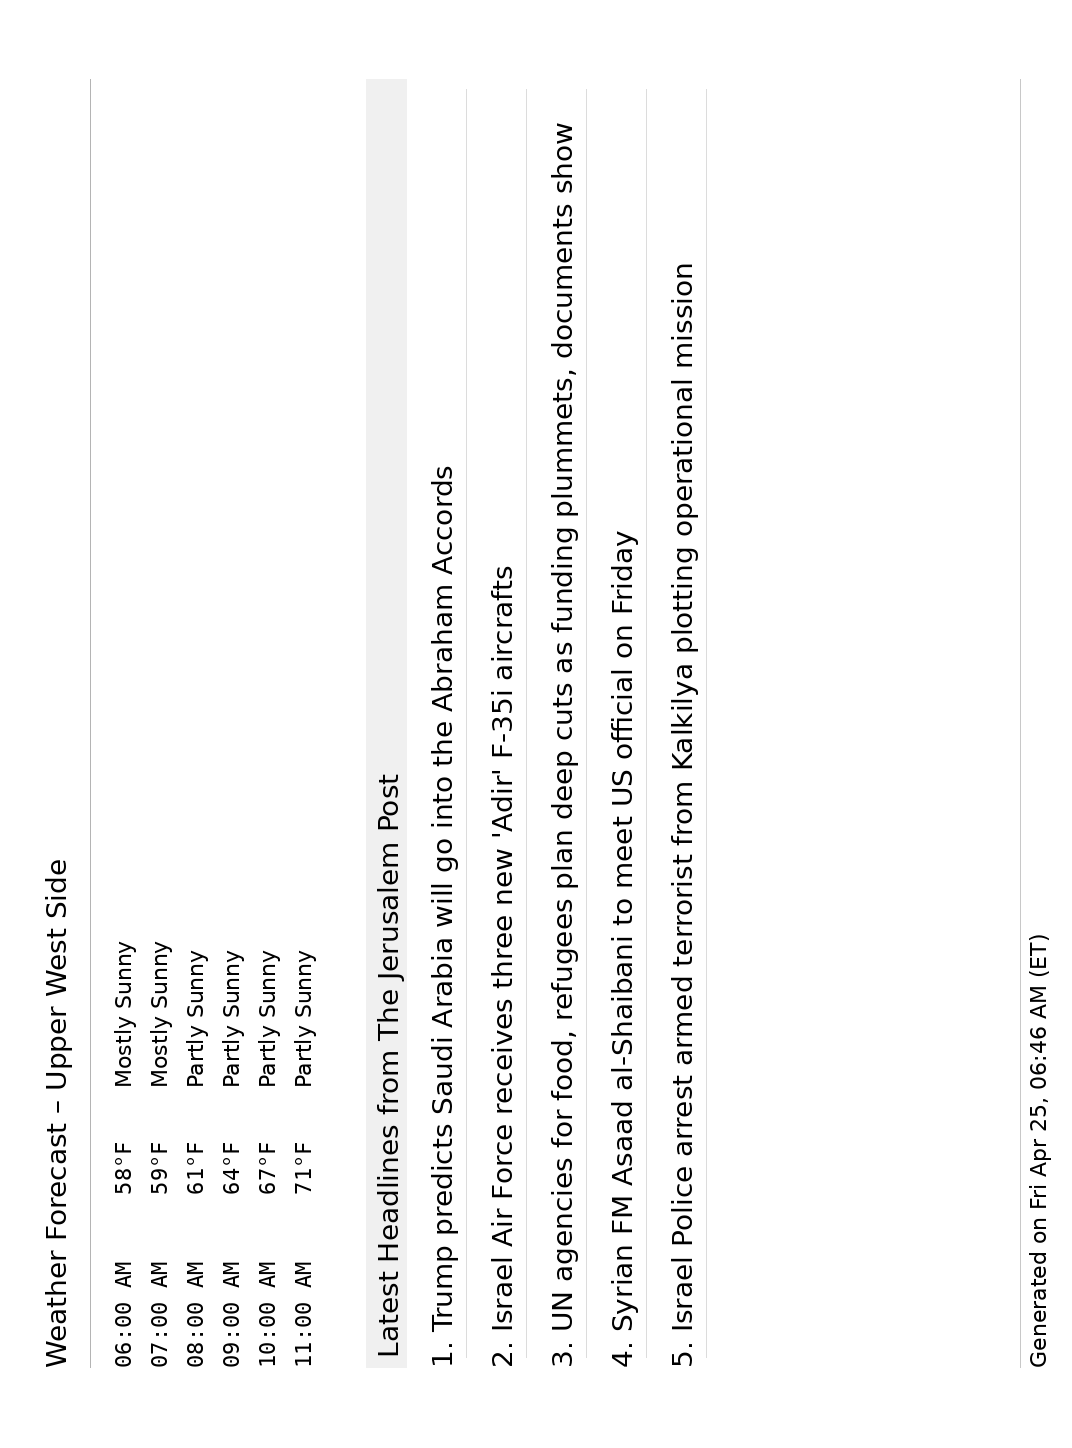 Weather Forecast – Upper West Side
06:00 AM 58°F Mostly Sunny
07:00 AM 59°F Mostly Sunny
08:00 AM 61°F Partly Sunny
09:00 AM 64°F Partly Sunny
10:00 AM 67°F Partly Sunny
11:00 AM 71°F Partly Sunny
Latest Headlines from The Jerusalem Post
1. Trump predicts Saudi Arabia will go into the Abraham Accords
2. Israel Air Force receives three new 'Adir' F-35i aircrafts
3. UN agencies for food, refugees plan deep cuts as funding plummets, documents show
4. Syrian FM Asaad al-Shaibani to meet US official on Friday
5. Israel Police arrest armed terrorist from Kalkilya plotting operational mission
Generated on Fri Apr 25, 06:46 AM (ET)